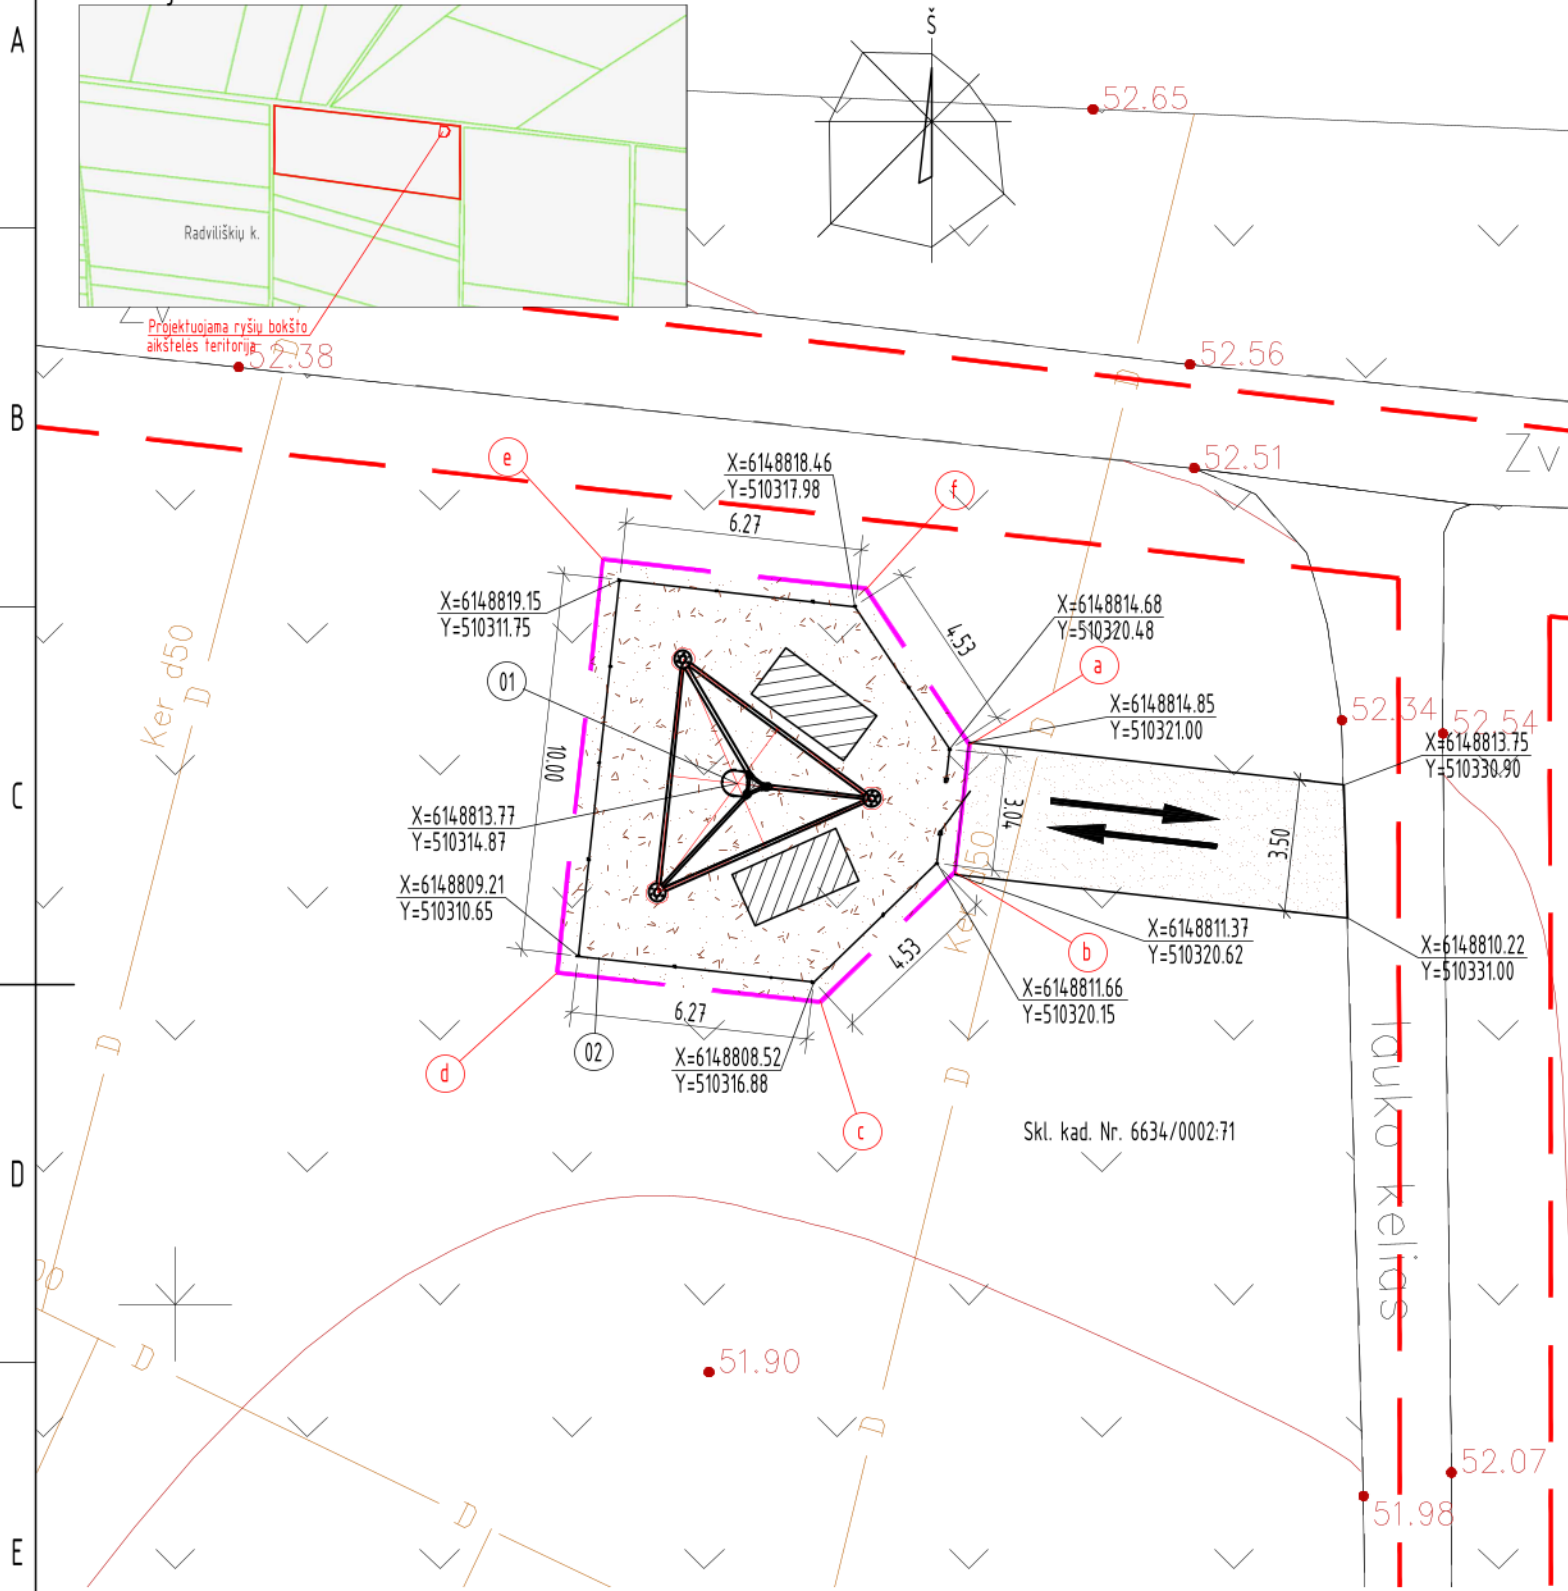 A
Š
52.65
Radviliškių k.
Projektuojama ryšių bokšto
aikštelės teritorija
D
52.38
52.56
D
B
52.51
Zv
e
X=6148818.46
Y=510317.98
f
6.27
X=6148819.15
Y=510311.75
X=6148814.68
Y=510320.48
4.53
Ker d50
D
01
a
X=6148814.85
Y=510321.00
D
52.34
52.54
X=6148813.75
Y=510330.90
10.00
C
X=6148813.77
Y=510314.87
3.04
3.50
X=6148809.21
Y=510310.65
4.53
b
X=6148811.37
Y=510320.62
X=6148810.22
Y=510331.00
X=6148811.66
Y=510320.15
6.27
02
D
d
X=6148808.52
Y=510316.88
D
c
Skl. kad. Nr. 6634/0002:71
lauko kelias
D
D
51.90
D
52.07
51.98
D
E